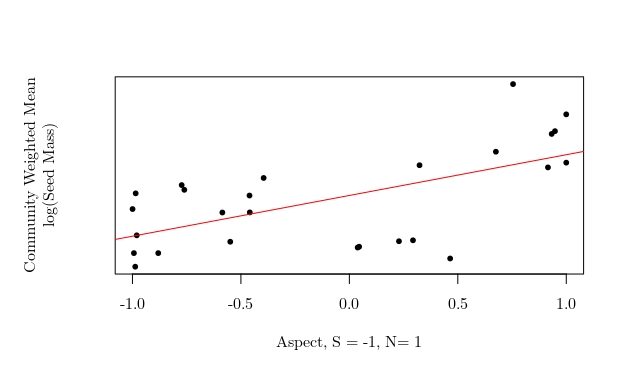 Community Weighted Mean
log(Seed Mass)
-1.0 -0.5 0.0 0.5 1.0
Aspect, S = -1, N= 1